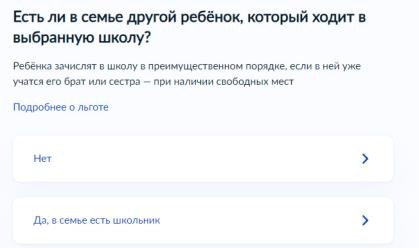 Есть ли в семье другой ребёнок, который ходит в
выбранную школу?
Ребёнка зачислят в школу в преимущественном порядке, если в ней уже
учатся его брат или сестра — при наличии свободных мест
Подробнее о льготе
Нет
Да, в семье есть школьник